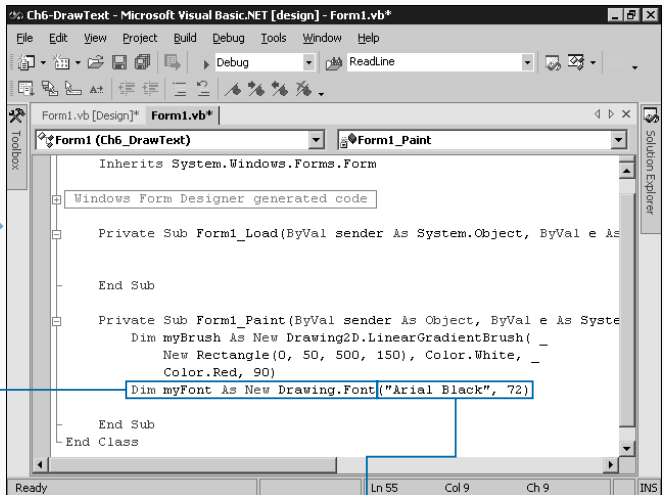 Ch6-DrawText - Microsoft Visual Basic.NET [design] - Form1.vb*
File Edit View Project Build Debug Tools Window Help
Debug ReadLine
Form1.vb [Design]* Form1.vb*
Form1 (Ch6_DrawText) Form1_Paint
Toolbox
Solution Explorer
Inherits System.Windows.Forms.Form
Windows Form Designer generated code
Private Sub Form1_Load(ByVal sender As System.Object, ByVal e As
End Sub
Private Sub Form1_Paint(ByVal sender As Object, ByVal e As Syste
Dim myBrush As New Drawing2D.LinearGradientBrush( _
New Rectangle(0, 50, 500, 150), Color.White, _
Color.Red, 90)
Dim myFont As New Drawing.Font("Arial Black", 72)
End Sub
End Class
Ready Ln 55 Col 9 Ch 9 INS